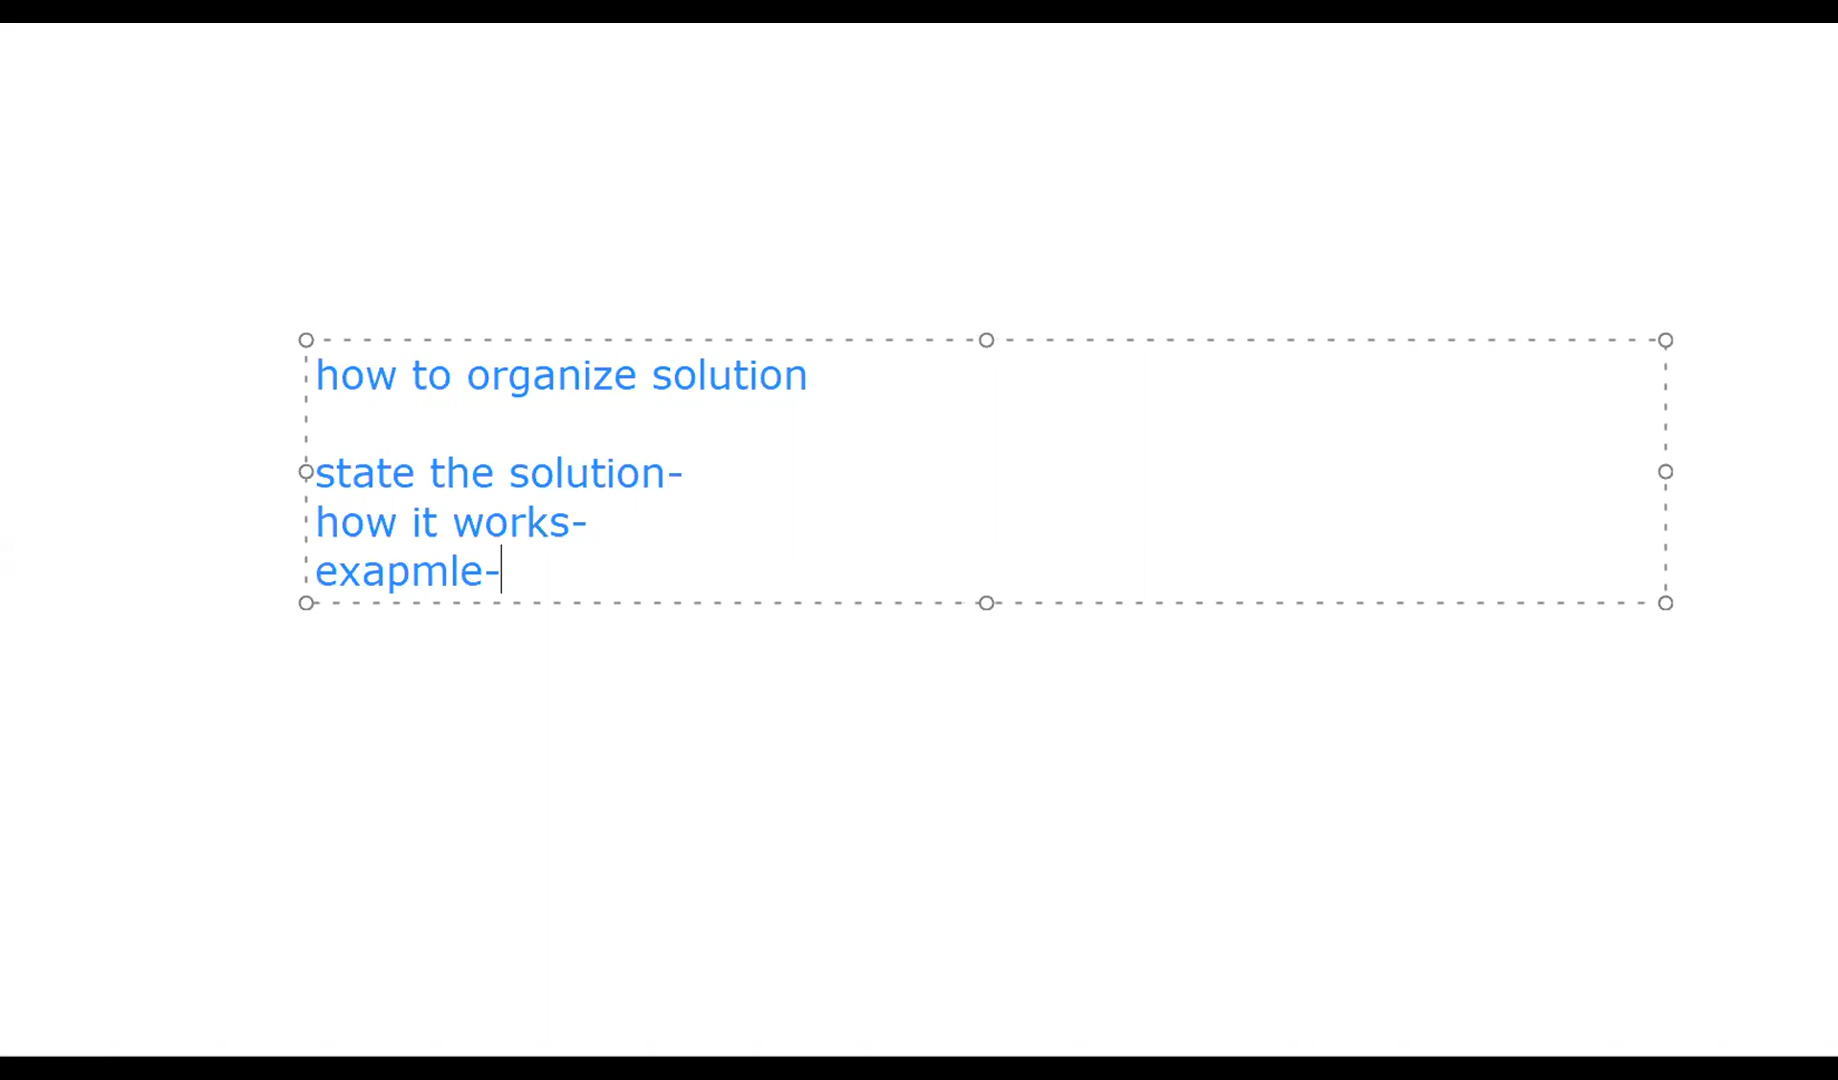 how to organize solution
state the solution-
how it works-
exapmle-